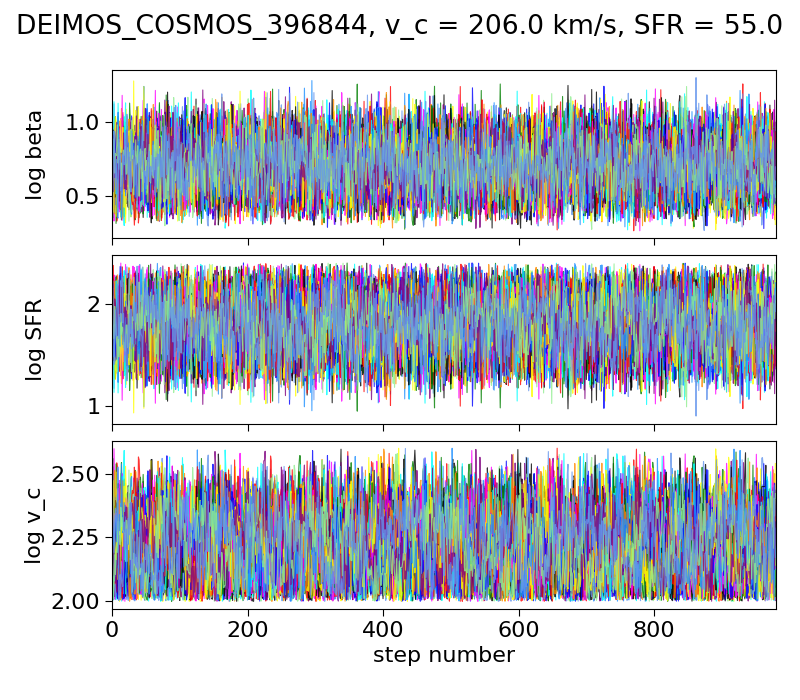 DEIMOS_COSMOS_396844, v_c = 206.0 km/s, SFR = 55.0
log beta
1.0
0.5
log SFR
2
1
log v_c
2.50
2.25
2.00
0 200 400 600 800
step number